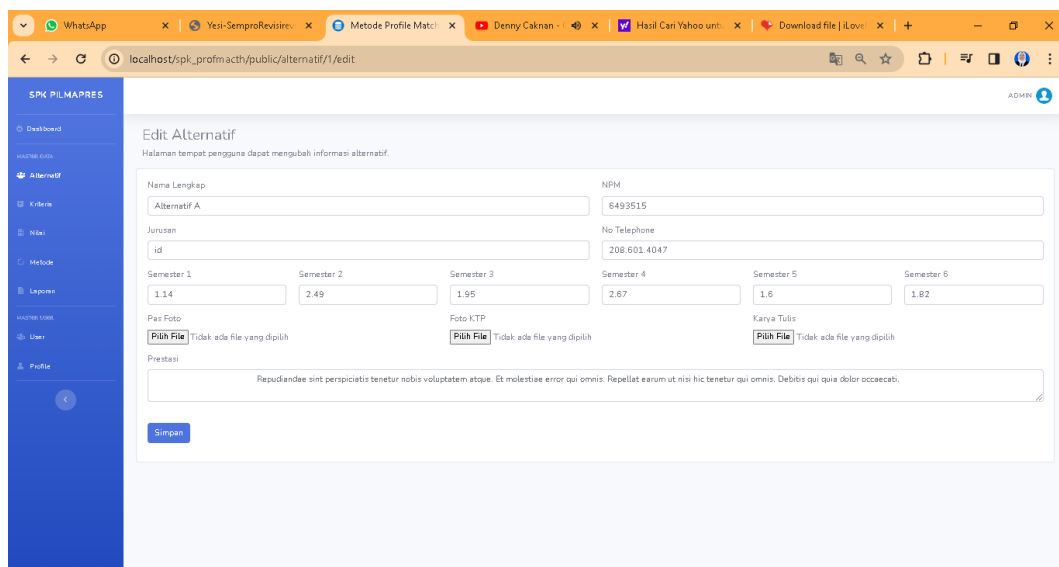 WhatsApp
Yesi-SemproRevisirev
Metode Profile Match
Denny Caknan -
Hasil Cari Yahoo untu
Download file | iLove
localhost/spk_profmacth/public/alternatif/1/edit
SPK PILMAPRES
ADMIN
Dashboard
MASTER DATA
Alternatif
Kriteria
Nilai
Metode
Laporan
MASTER USER
User
Profile
Edit Alternatif
Halaman tempat pengguna dapat mengubah informasi alternatif.
Nama Lengkap NPM
Alternatif A 6493515
Jurusan No Telephone
id 208.601.4047
Semester 1 Semester 2 Semester 3 Semester 4 Semester 5 Semester 6
1.14 2.49 1.95 2.67 1.6 1.82
Pas Foto Foto KTP Karya Tulis
Pilih File Tidak ada file yang dipilih Pilih File Tidak ada file yang dipilih Pilih File Tidak ada file yang dipilih
Prestasi
Repudiandae sint perspiciatis tenetur nobis voluptatem atque. Et molestiae error qui omnis. Repellat earum ut nisi hic tenetur qui omnis. Debitis qui quia dolor occaecati.
Simpan